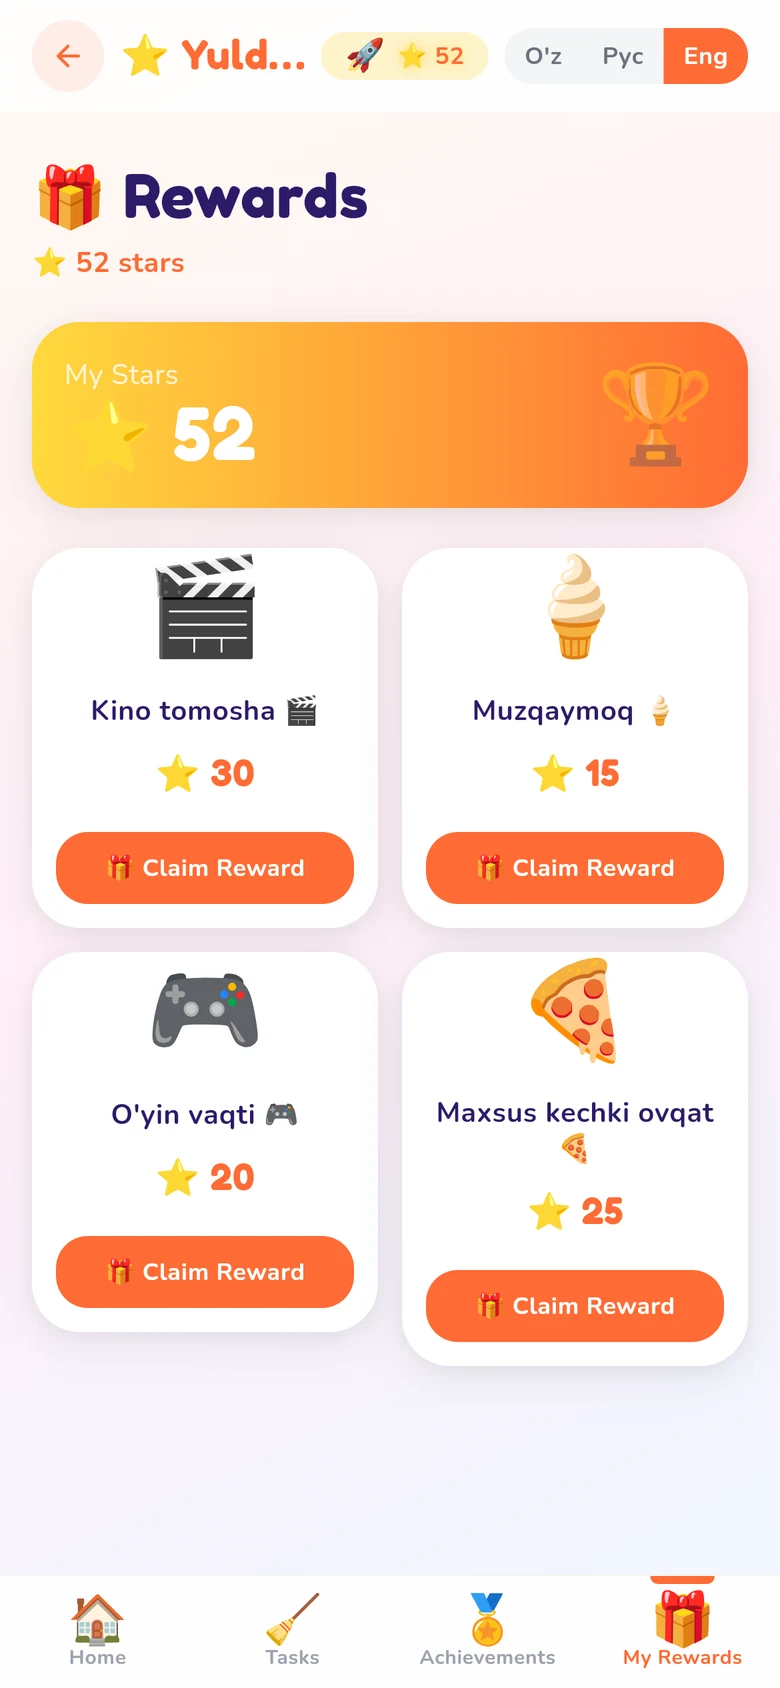 ⭐ Yuld... 🚀 ⭐ 52 O'z Рус Eng
🎁 Rewards
⭐ 52 stars
My Stars
⭐ 52
Kino tomosha 🎬
Muzqaymoq 🍦
⭐ 30
⭐ 15
🎁 Claim Reward
🎁 Claim Reward
O'yin vaqti 🎮
Maxsus kechki ovqat
🍕
⭐ 20
⭐ 25
🎁 Claim Reward
🎁 Claim Reward
Home
Tasks
Achievements
My Rewards